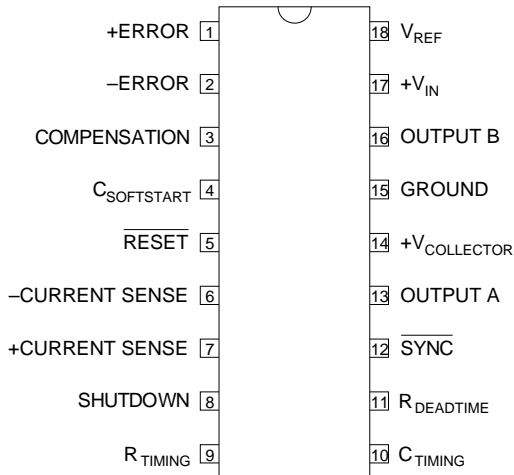 +ERROR 1 18 VREF
–ERROR 2 17 +VIN
COMPENSATION 3 16 OUTPUT B
CSOFTSTART 4 15 GROUND
RESET 5 14 +VCOLLECTOR
–CURRENT SENSE 6 13 OUTPUT A
+CURRENT SENSE 7 12 SYNC
SHUTDOWN 8 11 RDEADTIME
RTIMING 9 10 CTIMING